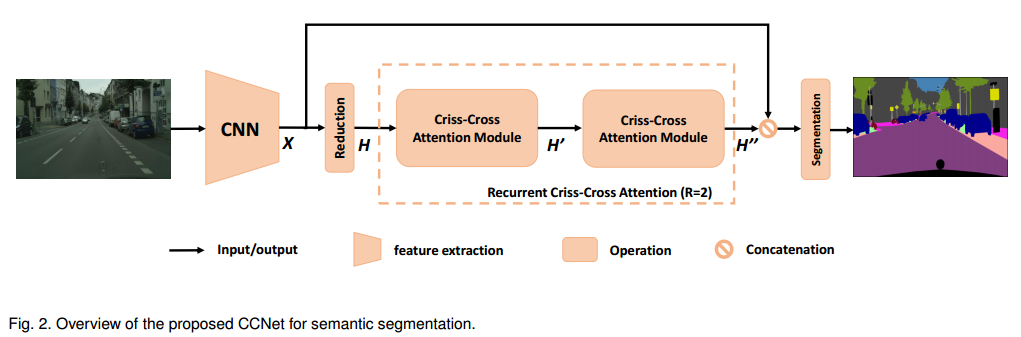 CNN
X
Reduction
H
Criss-Cross
Attention Module
H’
Criss-Cross
Attention Module
H’’
Segmentation
Recurrent Criss-Cross Attention (R=2)
Input/output
feature extraction
Operation
Concatenation
Fig. 2. Overview of the proposed CCNet for semantic segmentation.